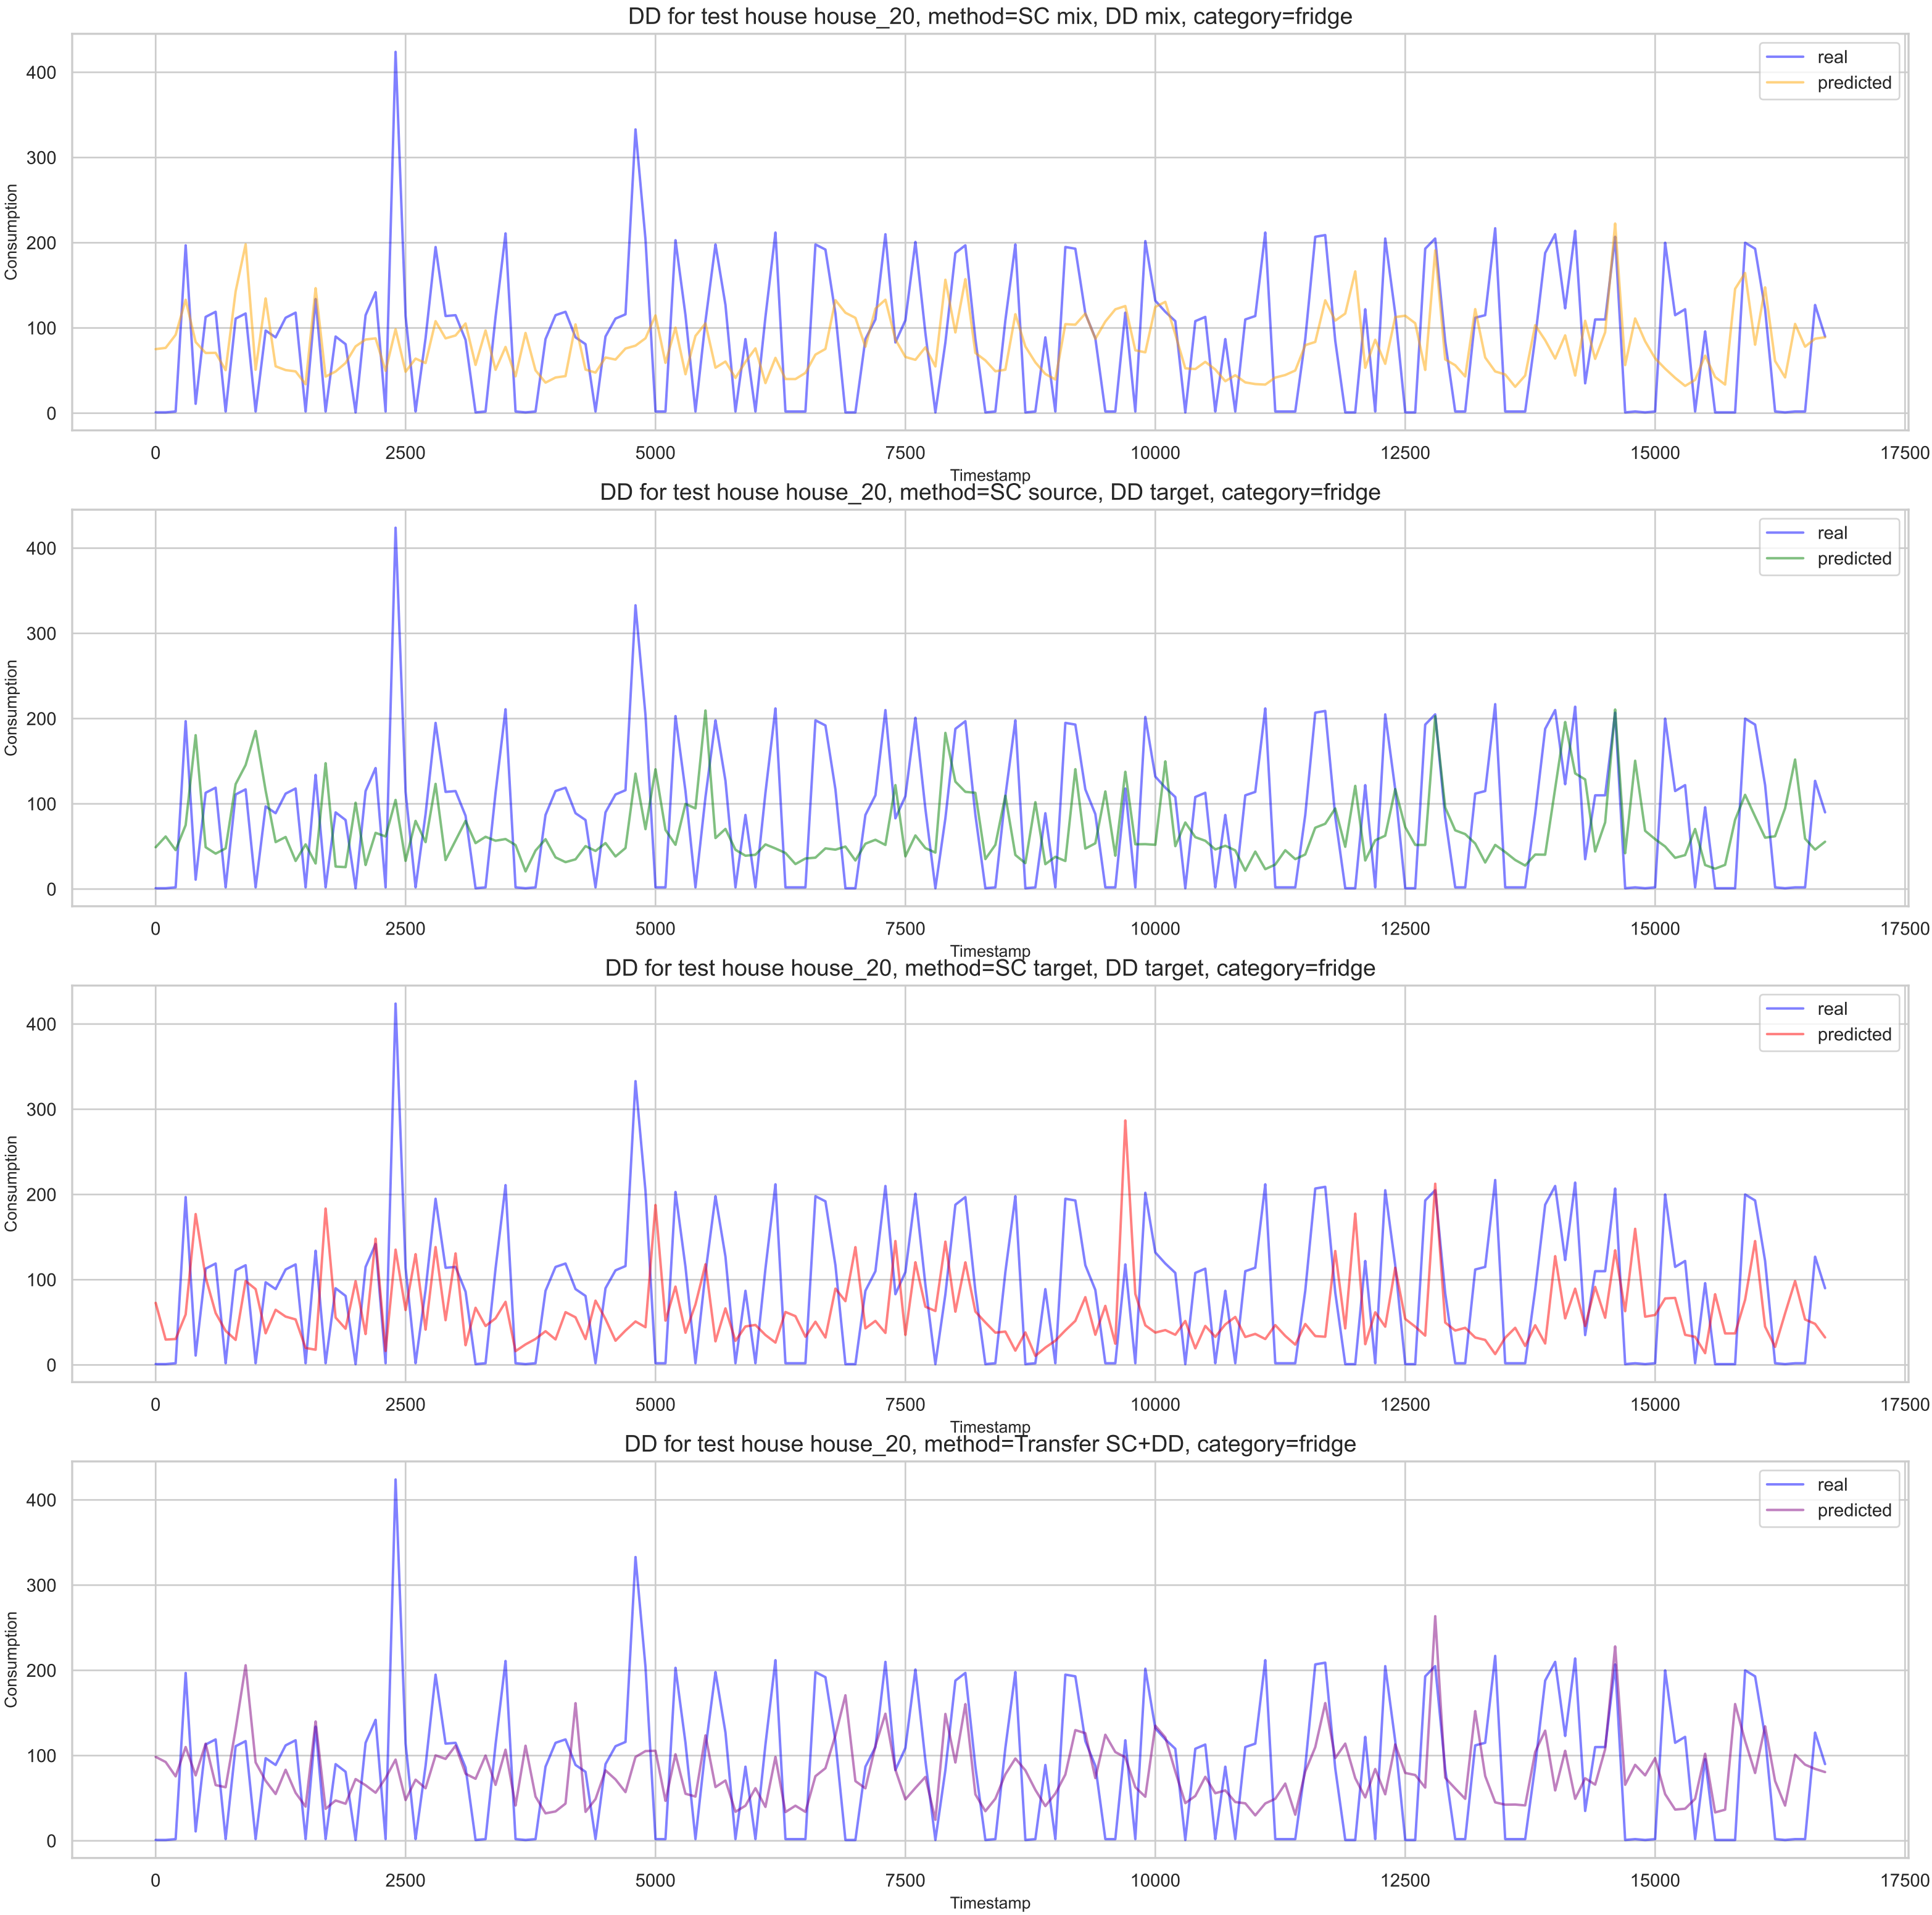 DD for test house house_20, method=SC mix, DD mix, category=fridge
real
predicted
Consumption
400
300
200
100
0
0 2500 5000 7500 10000 12500 15000 17500
Timestamp
DD for test house house_20, method=SC source, DD target, category=fridge
real
predicted
Consumption
400
300
200
100
0
0 2500 5000 7500 10000 12500 15000 17500
Timestamp
DD for test house house_20, method=SC target, DD target, category=fridge
real
predicted
Consumption
400
300
200
100
0
0 2500 5000 7500 10000 12500 15000 17500
Timestamp
DD for test house house_20, method=Transfer SC+DD, category=fridge
real
predicted
Consumption
400
300
200
100
0
0 2500 5000 7500 10000 12500 15000 17500
Timestamp